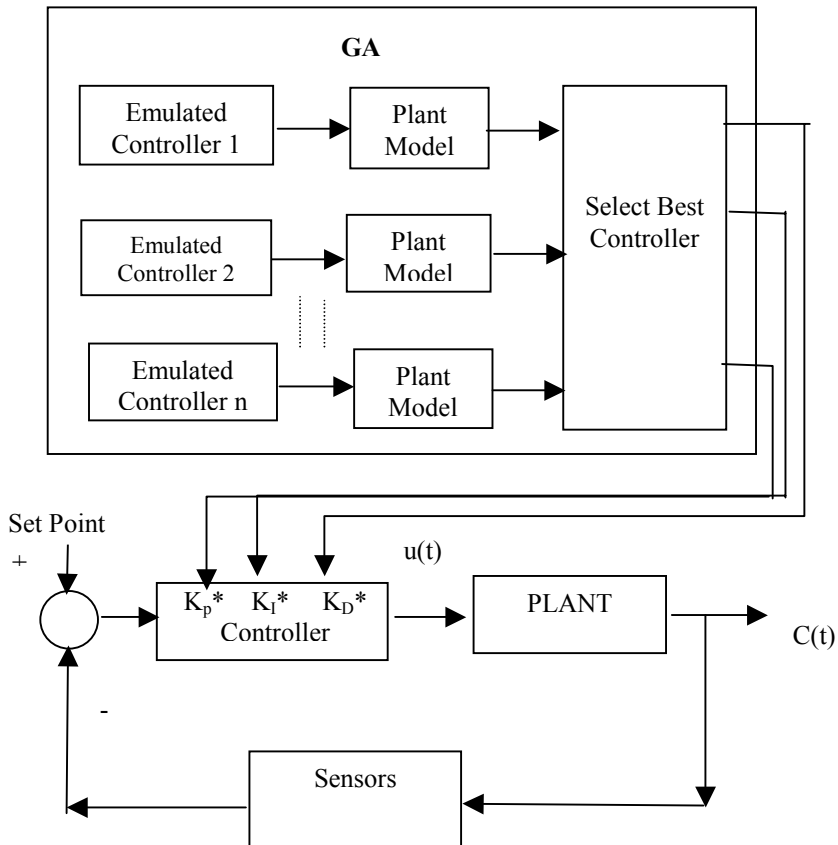 GA
Emulated
Controller 1
Plant
Model
Emulated
Controller 2
Plant
Model
Select Best
Controller
Emulated
Controller n
Plant
Model
Set Point
+
u(t)
Kp* KI* KD*
Controller
PLANT
C(t)
-
Sensors